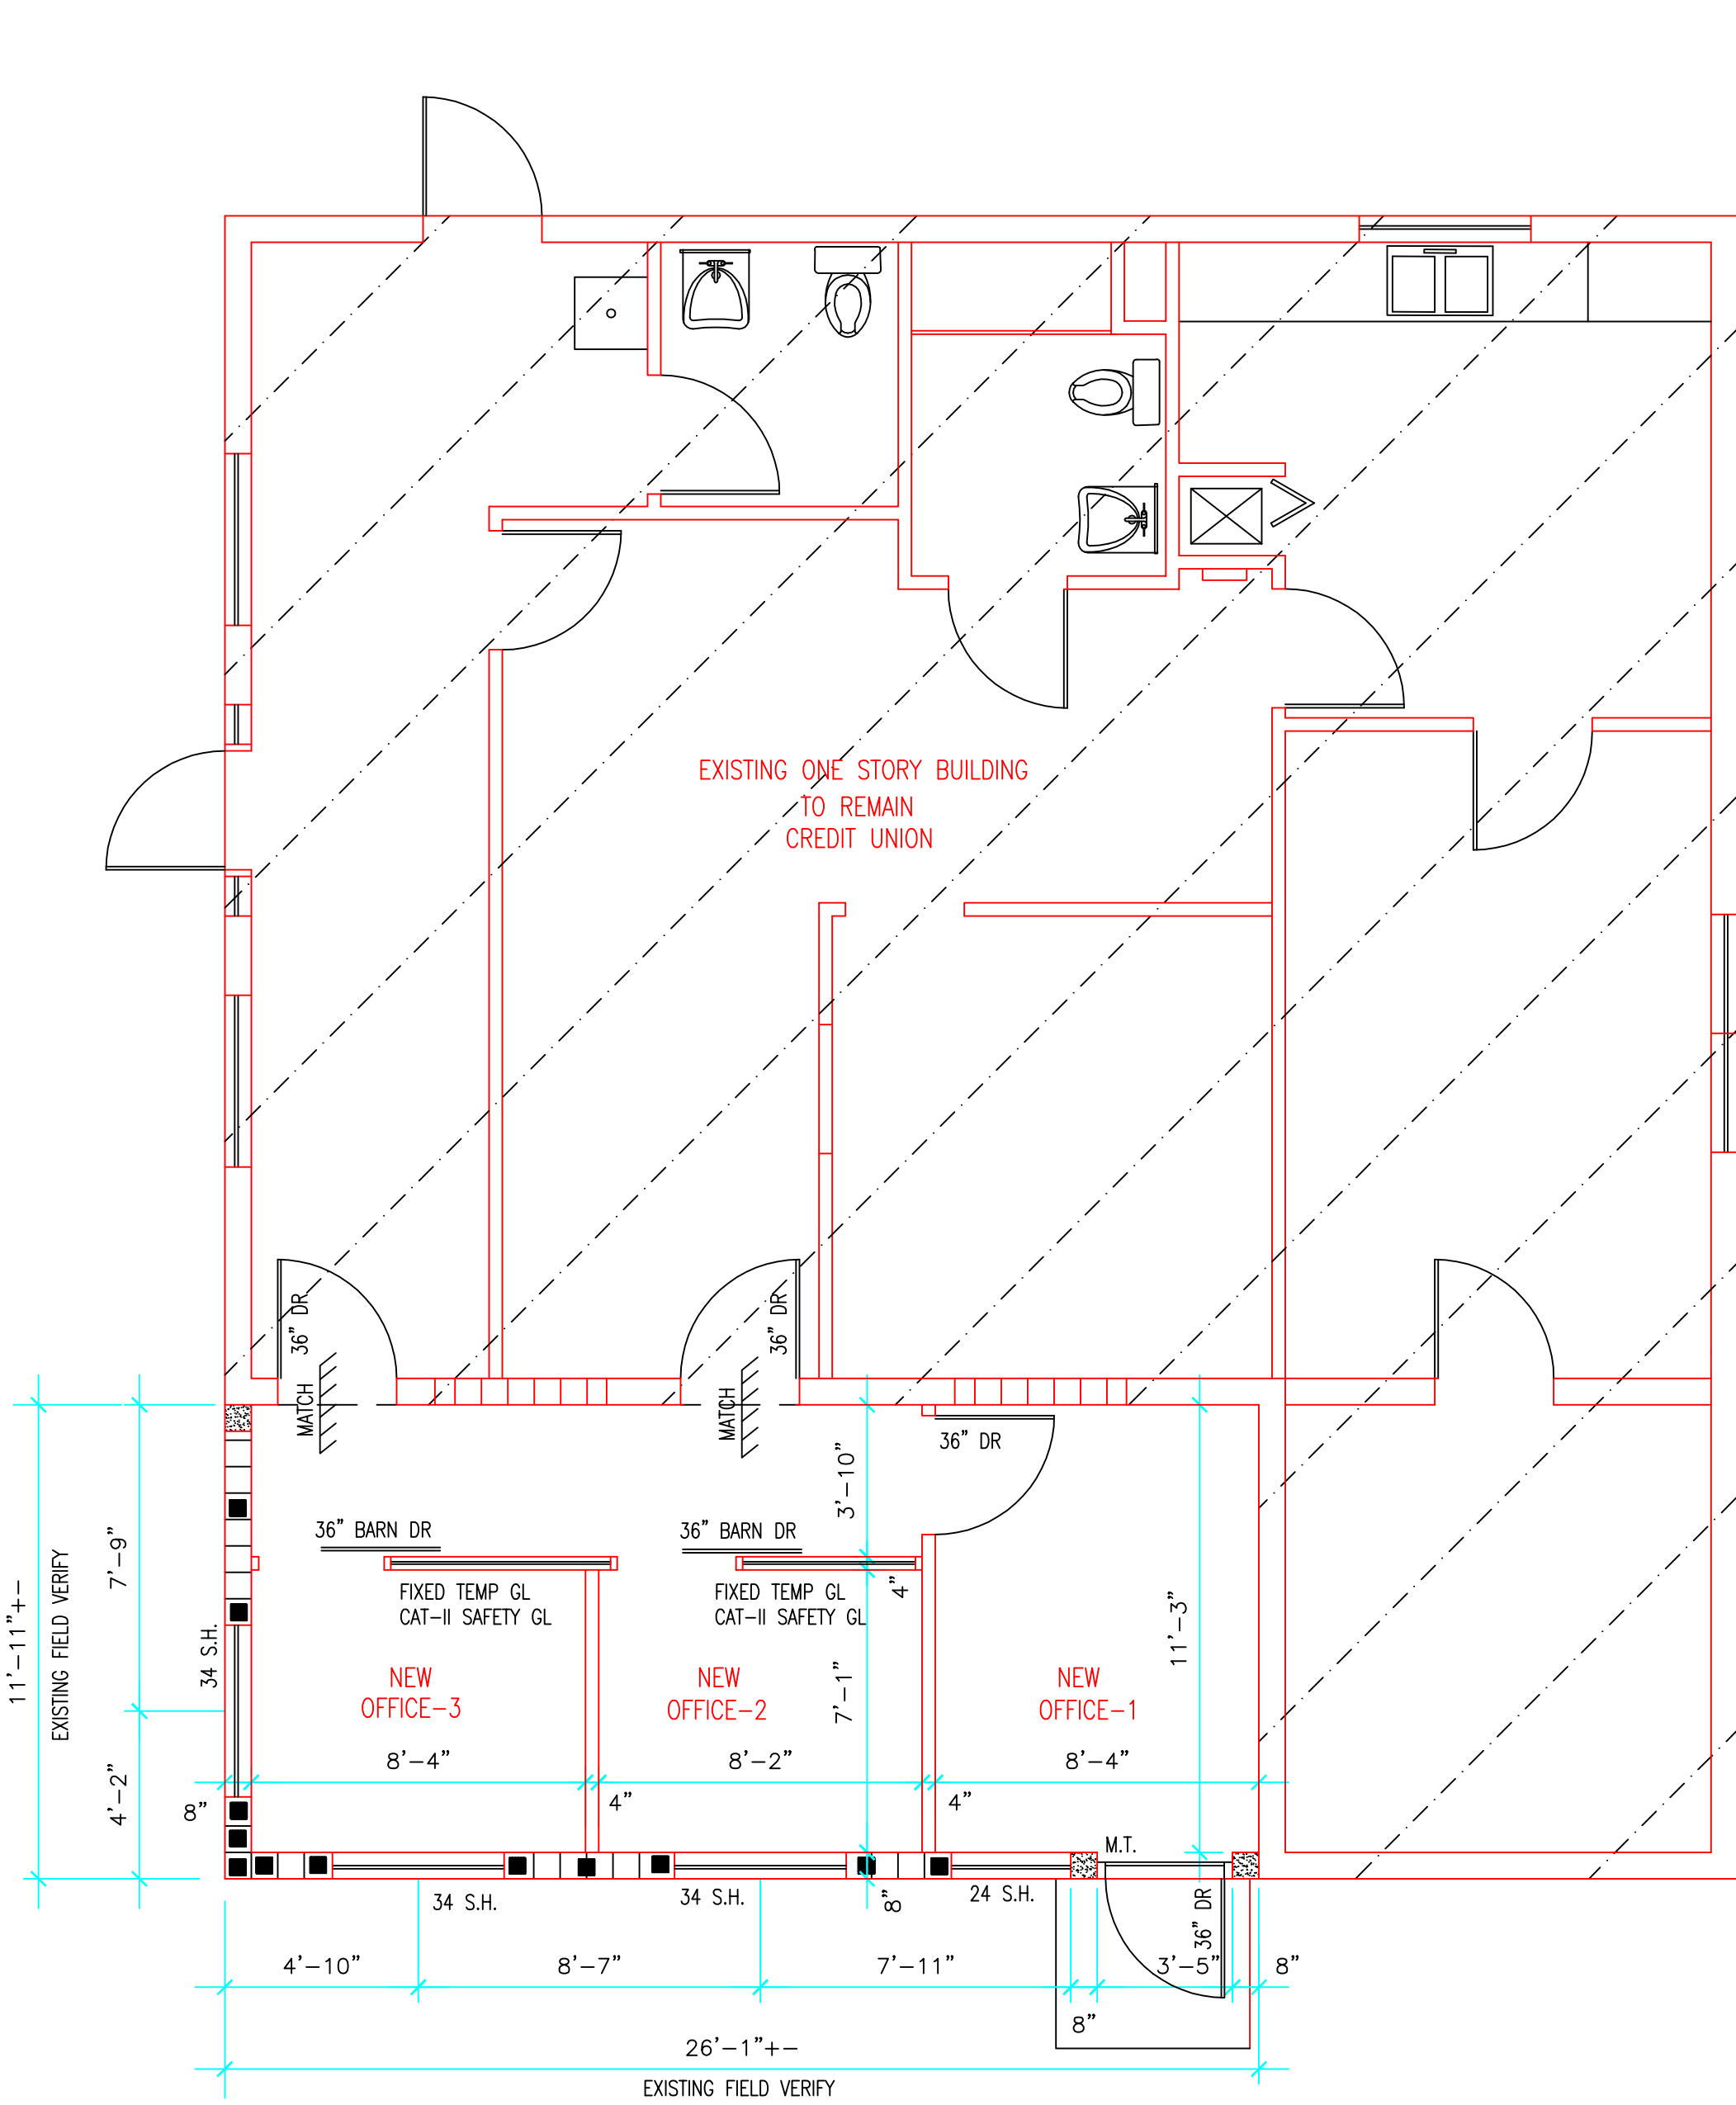 EXISTING ONE STORY BUILDING
TO REMAIN
CREDIT UNION
36" DR
36" DR
MATCH
MATCH
36" DR
3'-10"
36" BARN DR
36" BARN DR
7'-9"
11'-11"+-
EXISTING FIELD VERIFY
FIXED TEMP GL
CAT-II SAFETY GL
FIXED TEMP GL
CAT-II SAFETY GL
4"
11'-3"
34 S.H.
NEW
OFFICE-3
NEW
OFFICE-2
7'-1"
NEW
OFFICE-1
8'-4"
8'-2"
8'-4"
4'-2"
8"
4"
4"
M.T.
34 S.H.
34 S.H.
8"
24 S.H.
36" DR
4'-10"
8'-7"
7'-11"
3'-5"
8"
8"
26'-1"+-
EXISTING FIELD VERIFY